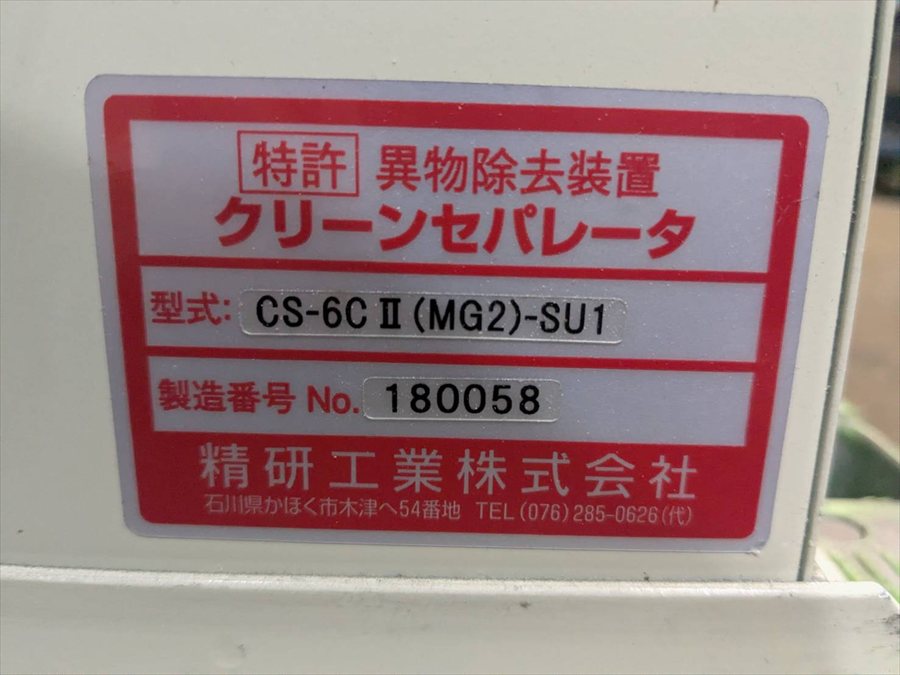 特許 異物除去装置
クリーンセパレータ
型式: CS-6CⅡ(MG2)-SU1
製造番号 No. 180058
精研工業株式会社
石川県かほく市木津へ54番地 TEL(076)285-0626(代)